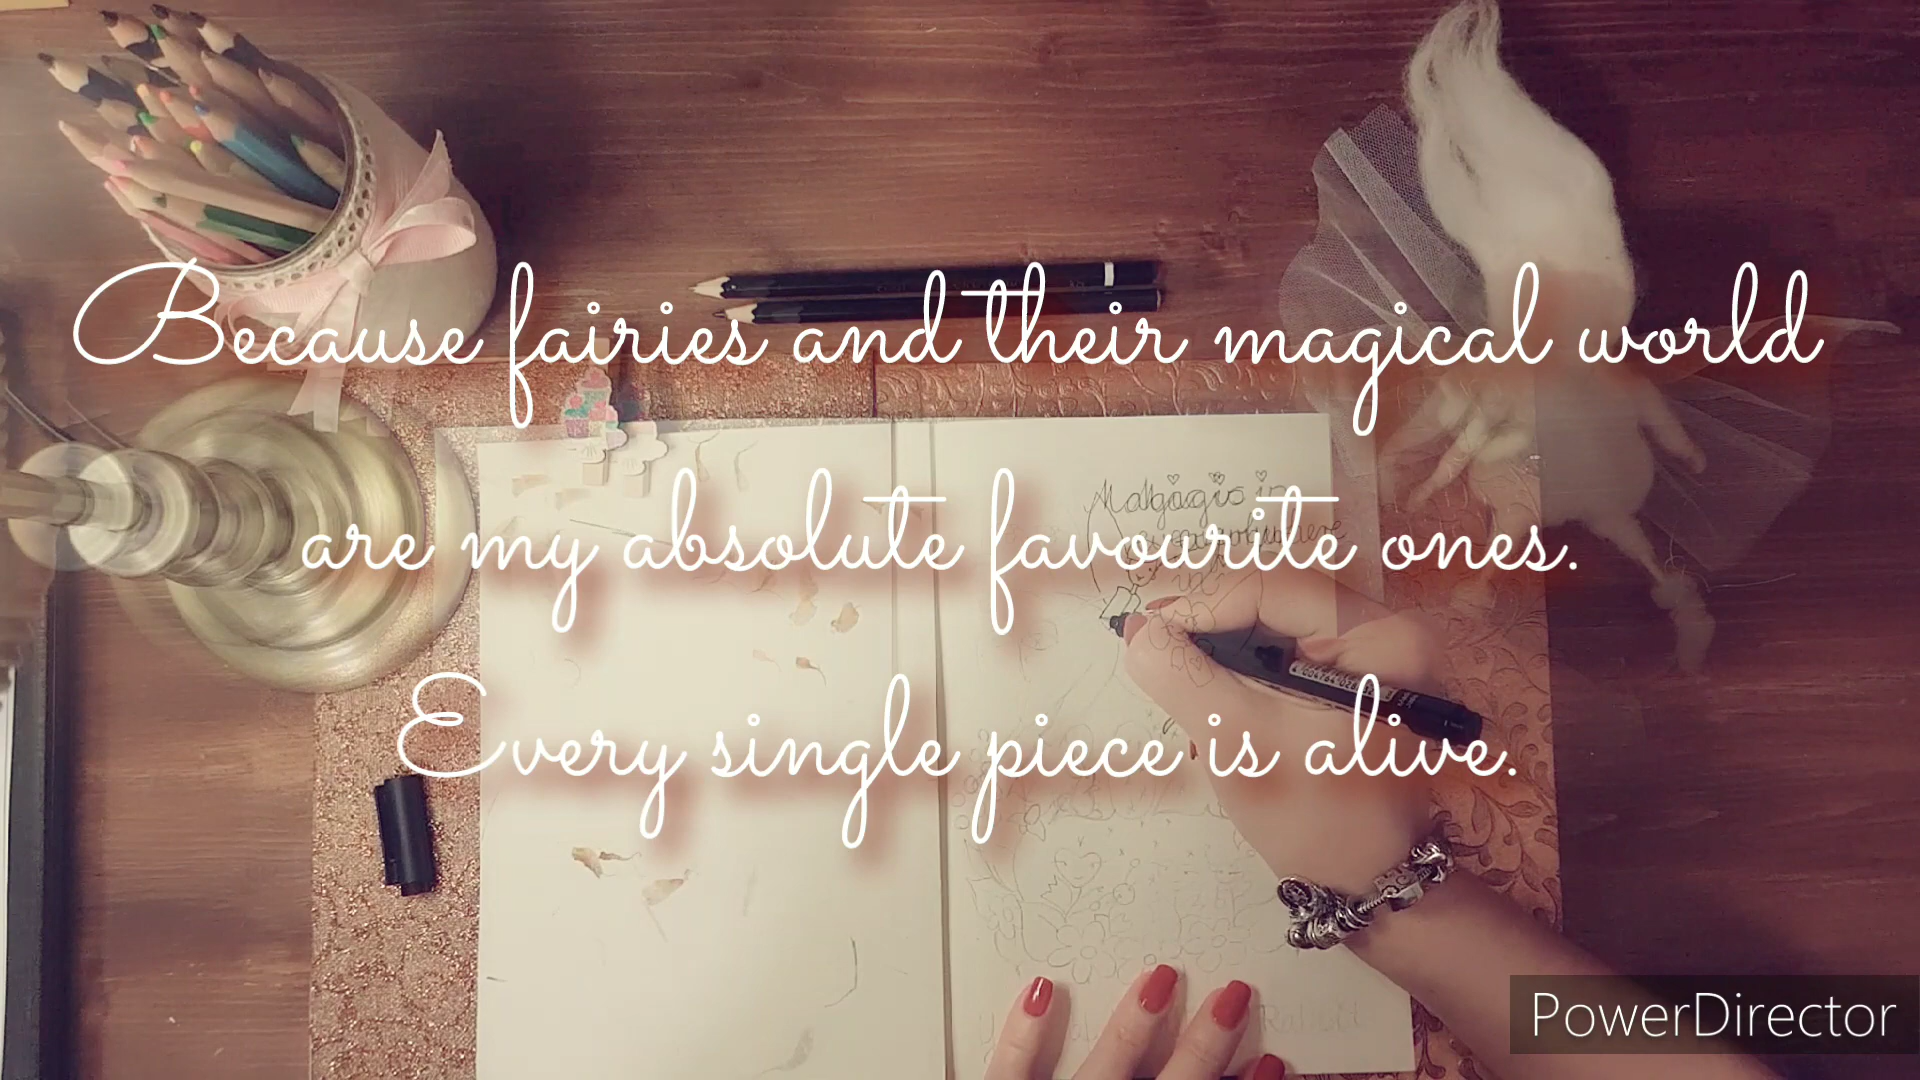 Because fairies and their magical world
are my absolute favourite ones.
Every single piece is alive.
PowerDirector